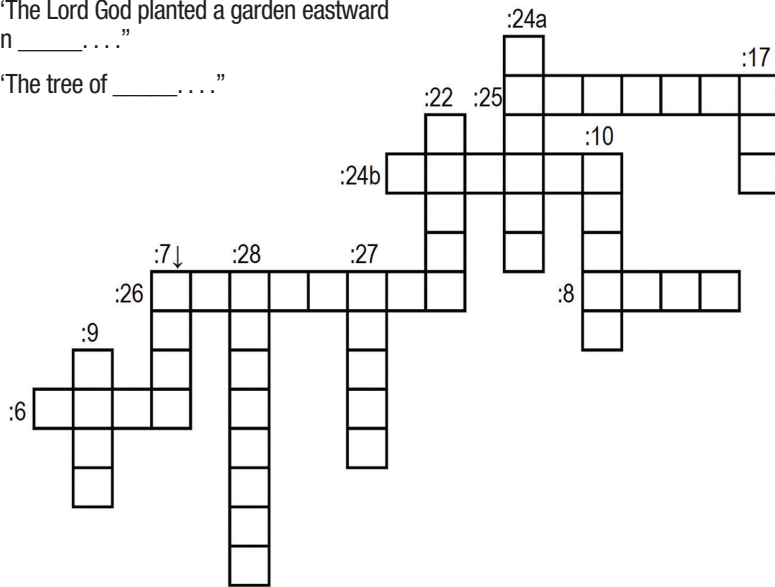 ‘The Lord God planted a garden eastward
n _____. . . .”
‘The tree of _____. . . .”
:24a
:17
:22 :25
:10
:24b
:7↓ :28 :27
:26 :8
:9
:6